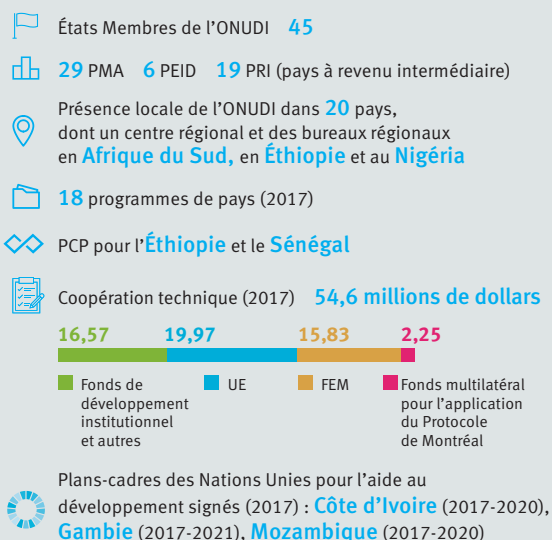 États Membres de l’ONUDI 45
29 PMA 6 PEID 19 PRI (pays à revenu intermédiaire)
Présence locale de l’ONUDI dans 20 pays,
dont un centre régional et des bureaux régionaux
en Afrique du Sud, en Éthiopie et au Nigéria
18 programmes de pays (2017)
PCP pour l’Éthiopie et le Sénégal
Coopération technique (2017) 54,6 millions de dollars
16,57 19,97 15,83 2,25
Fonds de
développement
institutionnel
et autres
UE
FEM
Fonds multilatéral
pour l’application
du Protocole
de Montréal
Plans-cadres des Nations Unies pour l’aide au
développement signés (2017) : Côte d’Ivoire (2017-2020),
Gambie (2017-2021), Mozambique (2017-2020)